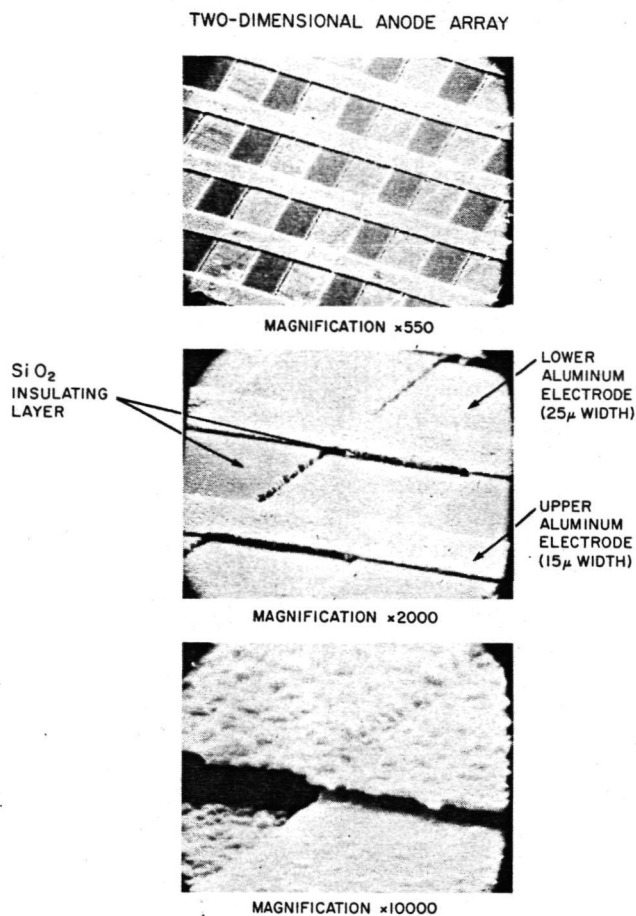 TWO-DIMENSIONAL ANODE ARRAY
MAGNIFICATION ×550
SiO₂
INSULATING
LAYER
LOWER
ALUMINUM
ELECTRODE
(25μ WIDTH)
UPPER
ALUMINUM
ELECTRODE
(15μ WIDTH)
MAGNIFICATION ×2000
MAGNIFICATION ×10000